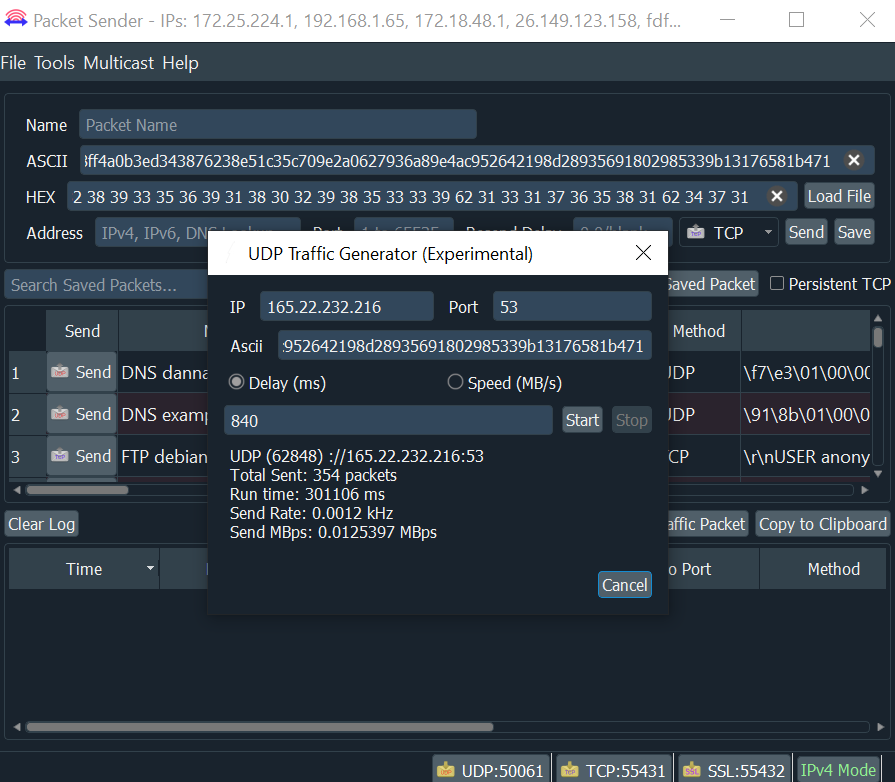 Packet Sender - IPs: 172.25.224.1, 192.168.1.65, 172.18.48.1, 26.149.123.158, fdf...
File Tools Multicast Help
Name Packet Name
ASCII 3ff4a0b3ed343876238e51c35c709e2a0627936a89e4ac952642198d28935691802985339b13176581b471
HEX 2 38 39 33 35 36 39 31 38 30 32 39 38 35 33 33 39 62 31 33 31 37 36 35 38 31 62 34 37 31 Load File
Address IPv4, IPv6, DNS TCP Send Save
UDP Traffic Generator (Experimental)
Search Saved Packets... Saved Packet Persistent TCP
IP 165.22.232.216 Port 53
Ascii :952642198d28935691802985339b13176581b471
Delay (ms) Speed (MB/s)
840 Start Stop
UDP (62848) ://165.22.232.216:53
Total Sent: 354 packets
Run time: 301106 ms
Send Rate: 0.0012 kHz
Send MBps: 0.0125397 MBps
Cancel
Send Method
1 Send DNS danna UDP \f7\e3\01\00\00
2 Send DNS examp UDP \91\8b\01\00\0
3 Send FTP debian CP \r\nUSER anony
Clear Log affic Packet Copy to Clipboard
Time o Port Method
UDP:50061 TCP:55431 SSL:55432 IPv4 Mode